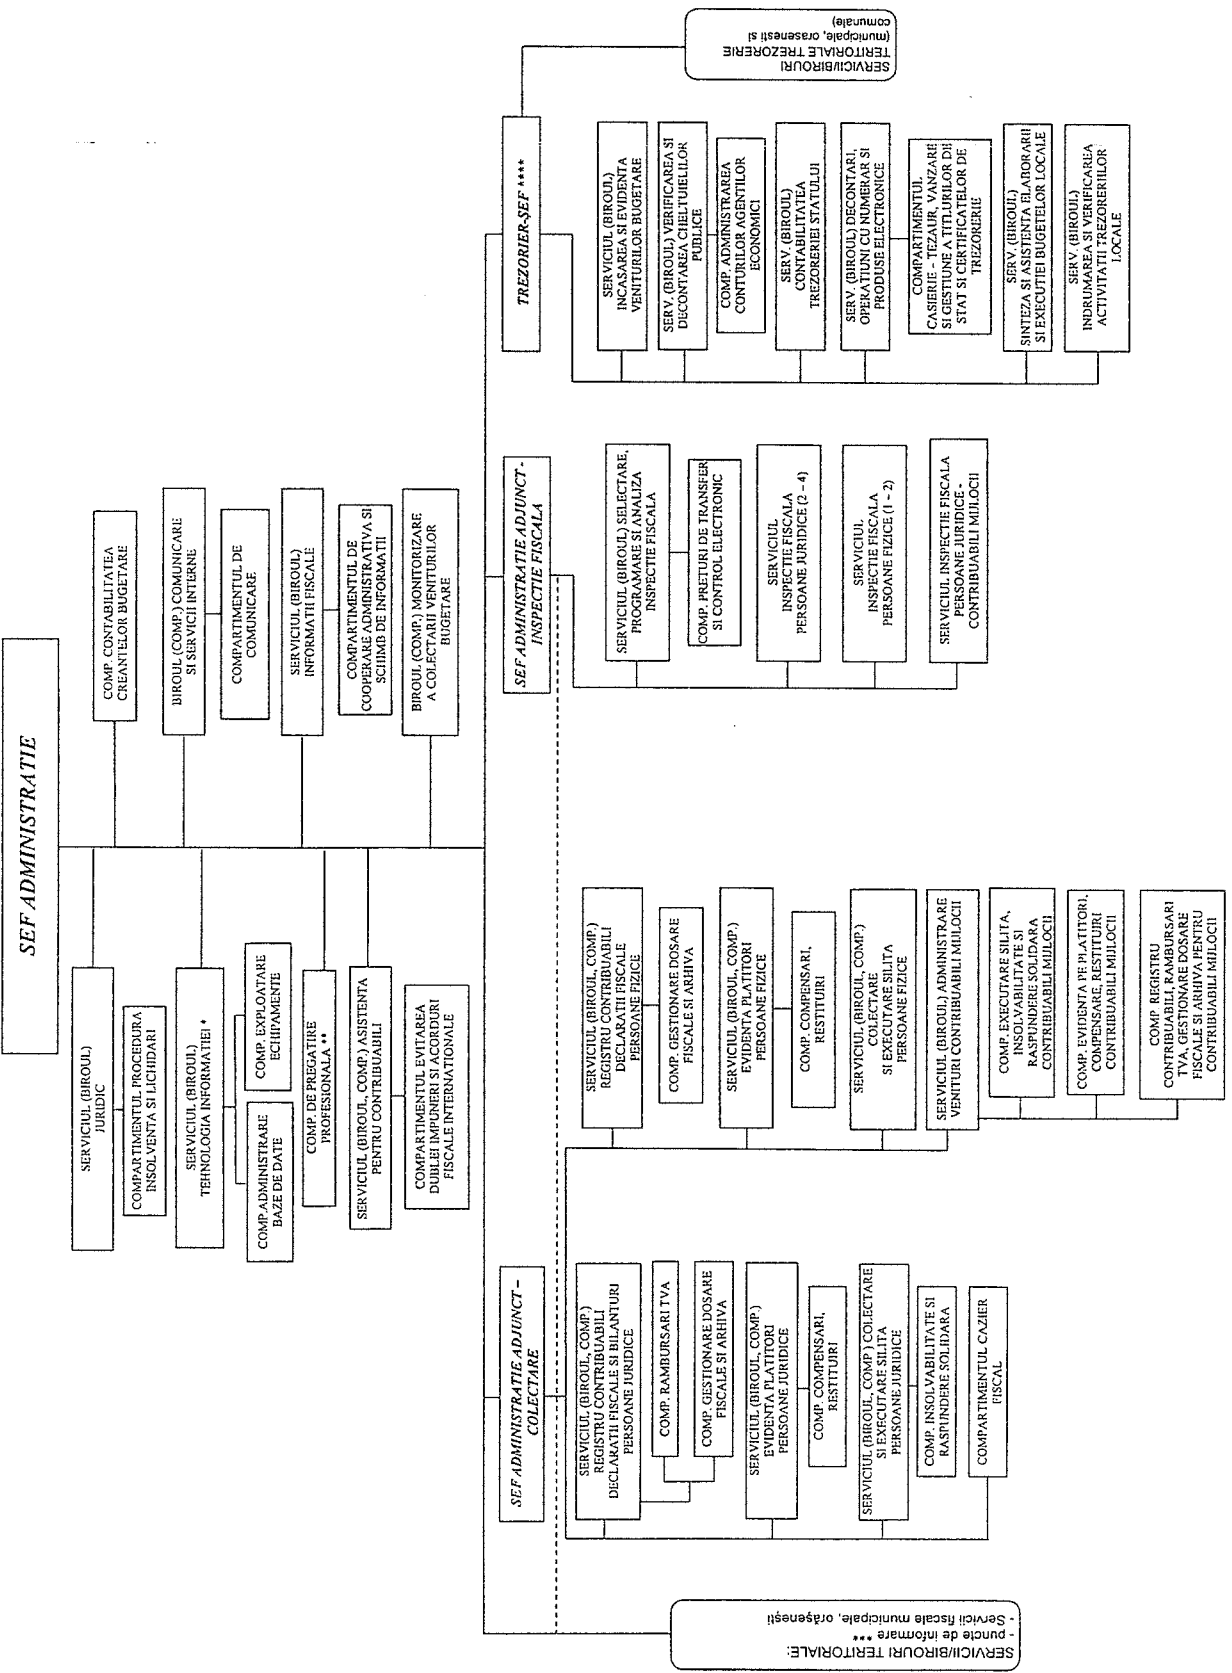 SEF ADMINISTRATIE
SERVICIUL (BIROUL)
JURIDIC
COMPARTIMENTUL PROCEDURA
INSOLVENTA SI LICHIDARI
SERVICIUL (BIROUL)
TEHNOLOGIA INFORMATIEI *
COMP.ADMINISTRARE
BAZE DE DATE
COMP. EXPLOATARE
ECHIPAMENTE
COMP. DE PREGATIRE
PROFESIONALA **
SERVICIUL (BIROUL, COMP.) ASISTENTA
PENTRU CONTRIBUABILI
COMPARTIMENTUL EVITAREA
DUBLEI IMPUNERI SI ACORDURI
FISCALE INTERNATIONALE
COMP. CONTABILITATEA
CREANTELOR BUGETARE
BIROUL (COMP.) COMUNICARE
SI SERVICII INTERNE
COMPARTIMENTUL DE
COMUNICARE
SERVICIUL (BIROUL)
INFORMATII FISCALE
COMPARTIMENTUL DE
COOPERARE ADMINISTRATIVA SI
SCHIMB DE INFORMATII
BIROUL (COMP.) MONITORIZARE
A COLECTARII VENITURILOR
BUGETARE
SERVICII/BIROURI TERITORIALE:
- puncte de informare ***
- Servicii fiscale municipale, orășenești
SEF ADMINISTRATIE ADJUNCT –
COLECTARE
SERVICIUL (BIROUL, COMP.)
REGISTRU CONTRIBUABILI
DECLARATII FISCALE SI BILANTURI
PERSOANE JURIDICE
COMP. RAMBURSARI TVA
COMP. GESTIONARE DOSARE
FISCALE SI ARHIVA
SERVICIUL (BIROUL, COMP.)
EVIDENTA PLATITORI
PERSOANE JURIDICE
COMP. COMPENSARI,
RESTITUIRI
SERVICIUL (BIROUL, COMP.) COLECTARE
SI EXECUTARE SILITA
PERSOANE JURIDICE
COMP. INSOLVABILITATE SI
RASPUNDERE SOLIDARA
COMPARTIMENTUL CAZIER
FISCAL
SERVICIUL (BIROUL, COMP.)
REGISTRU CONTRIBUABILI
DECLARATII FISCALE
PERSOANE FIZICE
COMP. GESTIONARE DOSARE
FISCALE SI ARHIVA
SERVICIUL (BIROUL, COMP.)
EVIDENTA PLATITORI
PERSOANE FIZICE
COMP. COMPENSARI,
RESTITUIRI
SERVICIUL (BIROUL, COMP.)
COLECTARE
SI EXECUTARE SILITA
PERSOANE FIZICE
SERVICIUL (BIROUL) ADMINISTRARE
VENITURI CONTRIBUABILI MIJLOCII
COMP. EXECUTARE SILITA,
INSOLVABILITATE SI
RASPUNDERE SOLIDARA
CONTRIBUABILI MIJLOCII
COMP. EVIDENTA PE PLATITORI,
COMPENSARE, RESTITUIRI
CONTRIBUABILI MIJLOCII
COMP. REGISTRU
CONTRIBUABILI, RAMBURSARI
TVA, GESTIONARE DOSARE
FISCALE SI ARHIVA PENTRU
CONTRIBUABILI MIJLOCII
SEF ADMINISTRATIE ADJUNCT -
INSPECTIE FISCALA
SERVICIUL (BIROUL) SELECTARE,
PROGRAMARE SI ANALIZA
INSPECTIE FISCALA
COMP. PRETURI DE TRANSFER
SI CONTROL ELECTRONIC
SERVICIUL
INSPECTIE FISCALA
PERSOANE JURIDICE (2 – 4)
SERVICIUL
INSPECTIE FISCALA
PERSOANE FIZICE (1 – 2)
SERVICIUL INSPECTIE FISCALA
PERSOANE JURIDICE -
CONTRIBUABILI MIJLOCII
TREZORIER-ȘEF ****
SERVICIUL (BIROUL)
INCASAREA SI EVIDENTA
VENITURILOR BUGETARE
SERV. (BIROUL) VERIFICAREA SI
DECONTAREA CHELTUIELILOR
PUBLICE
COMP. ADMINISTRAREA
CONTURILOR AGENTILOR
ECONOMICI
SERV. (BIROUL)
CONTABILITATEA
TREZORERIEI STATULUI
SERV. (BIROUL) DECONTARI,
OPERATIUNI CU NUMERAR SI
PRODUSE ELECTRONICE
COMPARTIMENTUL
CASIERIE – TEZAUR, VANZARE
SI GESTIUNE A TITLURILOR DE
STAT SI CERTIFICATELOR DE
TREZORERIE
SERV. (BIROUL)
SINTEZA SI ASISTENTA ELABORARII
SI EXECUTIEI BUGETELOR LOCALE
SERV. (BIROUL)
INDRUMAREA SI VERIFICAREA
ACTIVITATII TREZORERIILOR
LOCALE
SERVICII/BIROURI
TERITORIALE TREZORERIE
(municipale, orasenesti si
comunale)